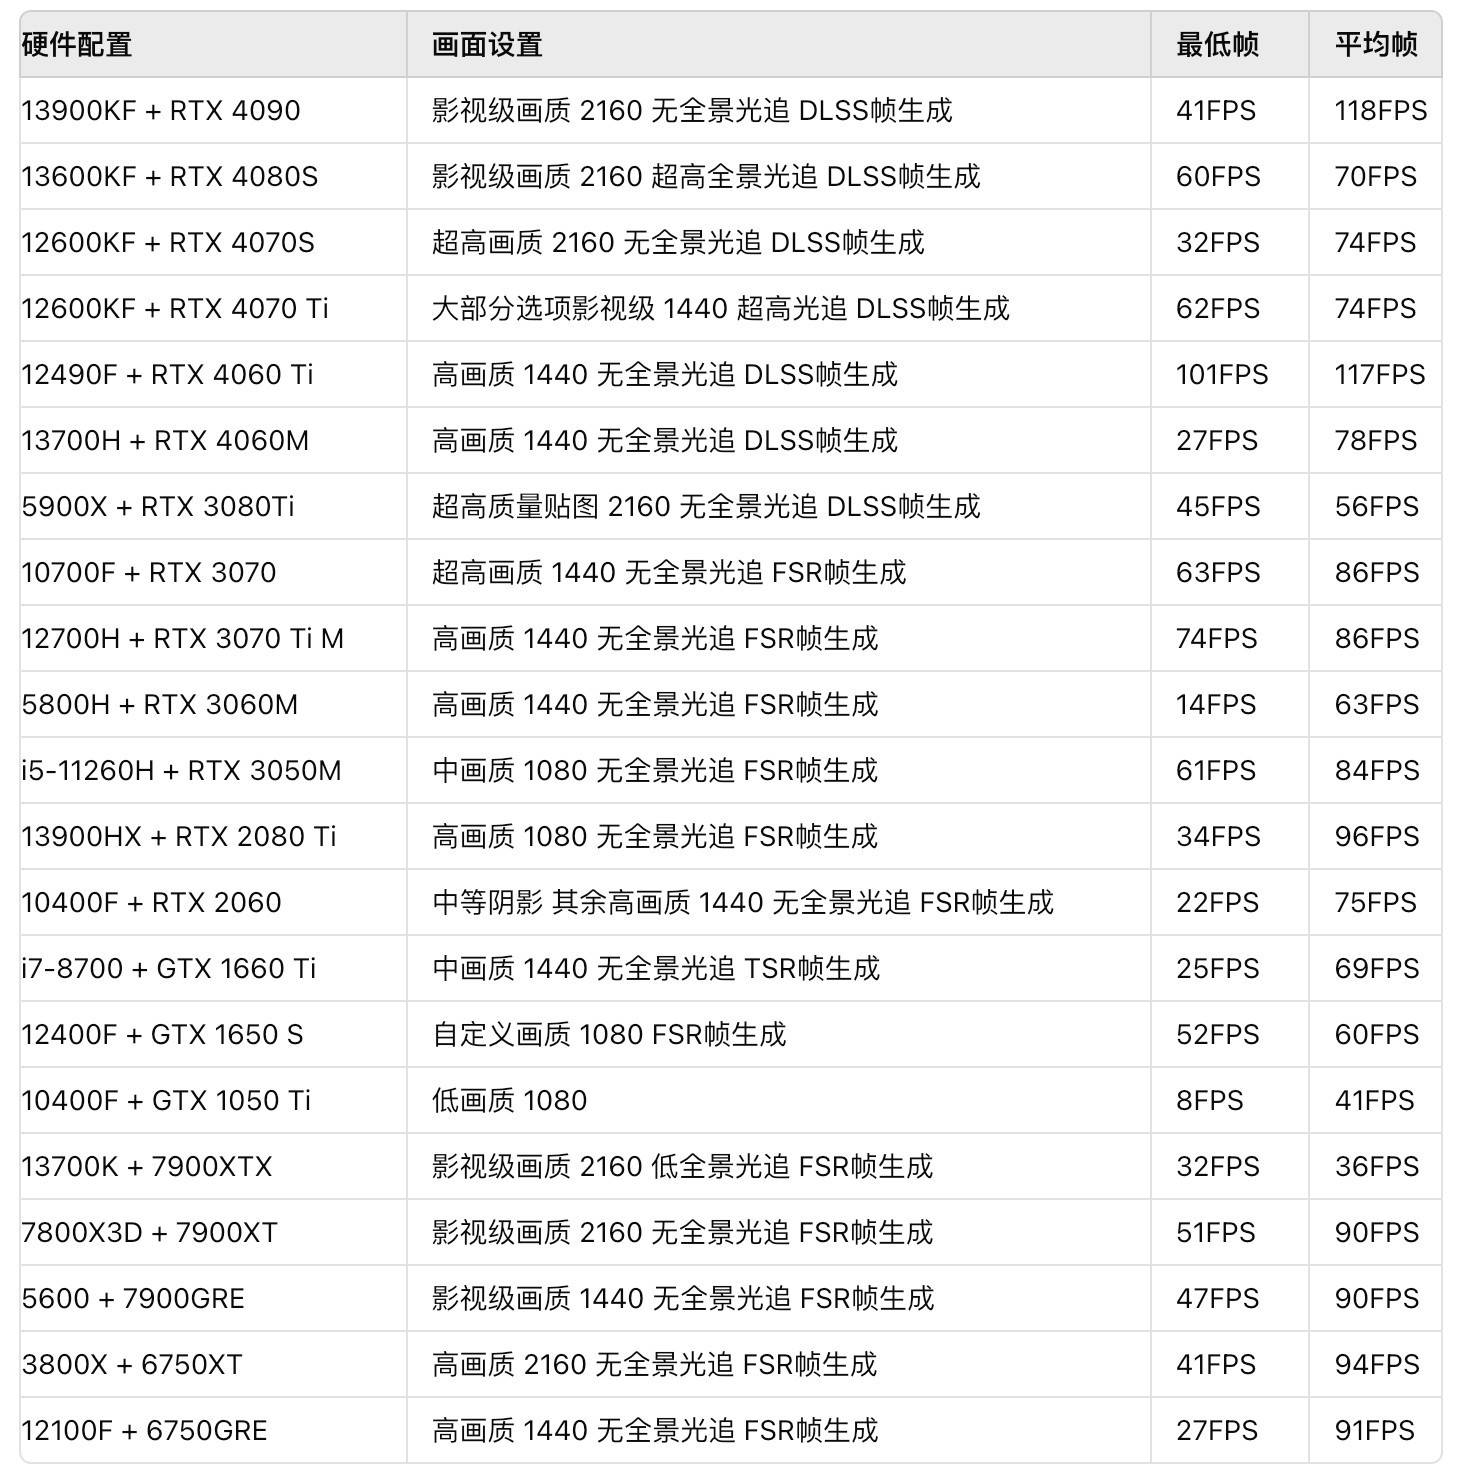 硬件配置 画面设置 最低帧 平均帧
13900KF + RTX 4090 影视级画质 2160 无全景光追 DLSS帧生成 41FPS 118FPS
13600KF + RTX 4080S 影视级画质 2160 超高全景光追 DLSS帧生成 60FPS 70FPS
12600KF + RTX 4070S 超高画质 2160 无全景光追 DLSS帧生成 32FPS 74FPS
12600KF + RTX 4070 Ti 大部分选项影视级 1440 超高光追 DLSS帧生成 62FPS 74FPS
12490F + RTX 4060 Ti 高画质 1440 无全景光追 DLSS帧生成 101FPS 117FPS
13700H + RTX 4060M 高画质 1440 无全景光追 DLSS帧生成 27FPS 78FPS
5900X + RTX 3080Ti 超高质量贴图 2160 无全景光追 DLSS帧生成 45FPS 56FPS
10700F + RTX 3070 超高画质 1440 无全景光追 FSR帧生成 63FPS 86FPS
12700H + RTX 3070 Ti M 高画质 1440 无全景光追 FSR帧生成 74FPS 86FPS
5800H + RTX 3060M 高画质 1440 无全景光追 FSR帧生成 14FPS 63FPS
i5-11260H + RTX 3050M 中画质 1080 无全景光追 FSR帧生成 61FPS 84FPS
13900HX + RTX 2080 Ti 高画质 1080 无全景光追 FSR帧生成 34FPS 96FPS
10400F + RTX 2060 中等阴影 其余高画质 1440 无全景光追 FSR帧生成 22FPS 75FPS
i7-8700 + GTX 1660 Ti 中画质 1440 无全景光追 TSR帧生成 25FPS 69FPS
12400F + GTX 1650 S 自定义画质 1080 FSR帧生成 52FPS 60FPS
10400F + GTX 1050 Ti 低画质 1080 8FPS 41FPS
13700K + 7900XTX 影视级画质 2160 低全景光追 FSR帧生成 32FPS 36FPS
7800X3D + 7900XT 影视级画质 2160 无全景光追 FSR帧生成 51FPS 90FPS
5600 + 7900GRE 影视级画质 1440 无全景光追 FSR帧生成 47FPS 90FPS
3800X + 6750XT 高画质 2160 无全景光追 FSR帧生成 41FPS 94FPS
12100F + 6750GRE 高画质 1440 无全景光追 FSR帧生成 27FPS 91FPS